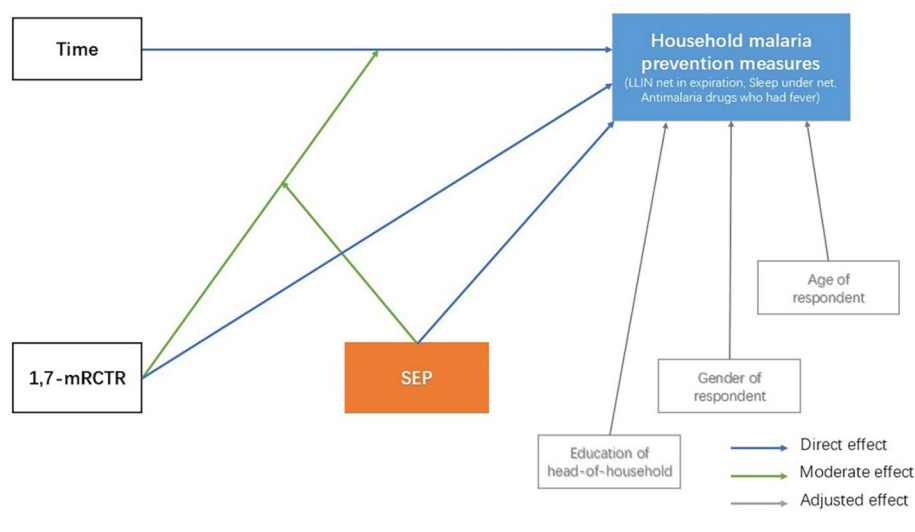 Time
Household malaria
prevention measures
(LLIN net in expiration, Sleep under net,
Antimalaria drugs who had fever)
Age of
respondent
1,7-mRCTR
SEP
Gender of
respondent
Education of
head-of-household
Direct effect
Moderate effect
Adjusted effect